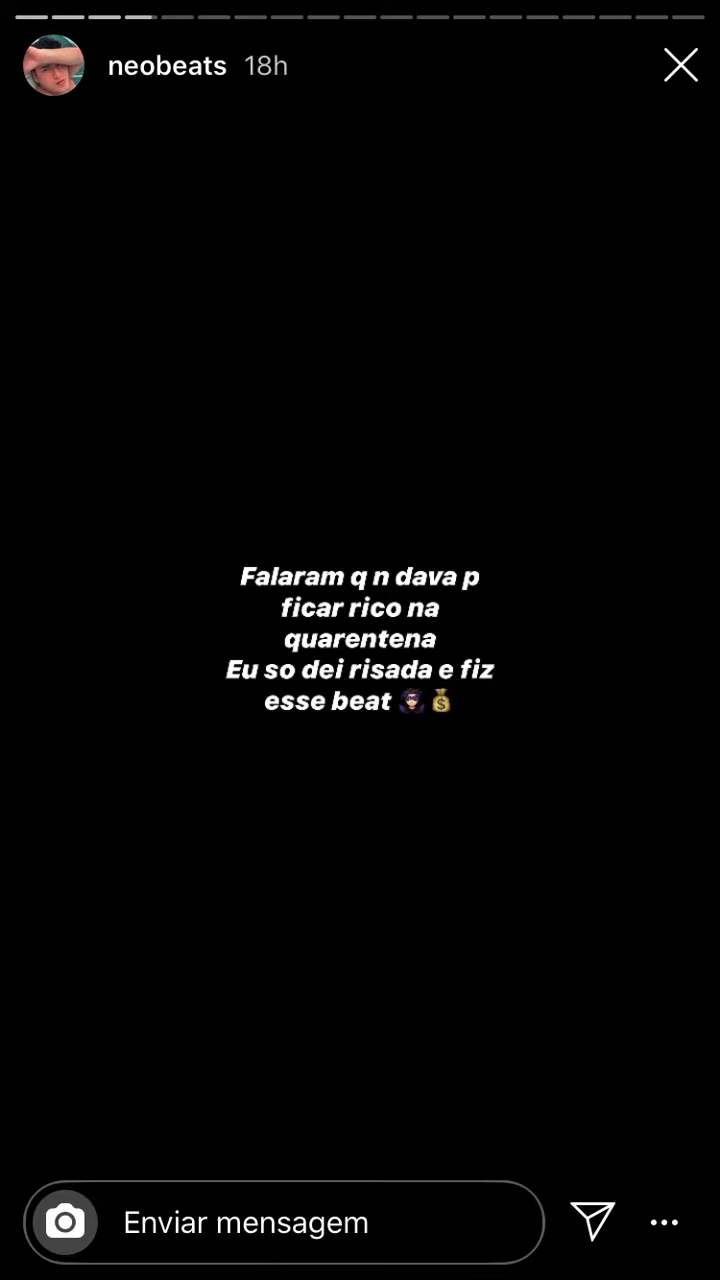 neobeats 18h
Falaram q n dava p
ficar rico na
quarentena
Eu so dei risada e fiz
esse beat 🦹💰
Enviar mensagem